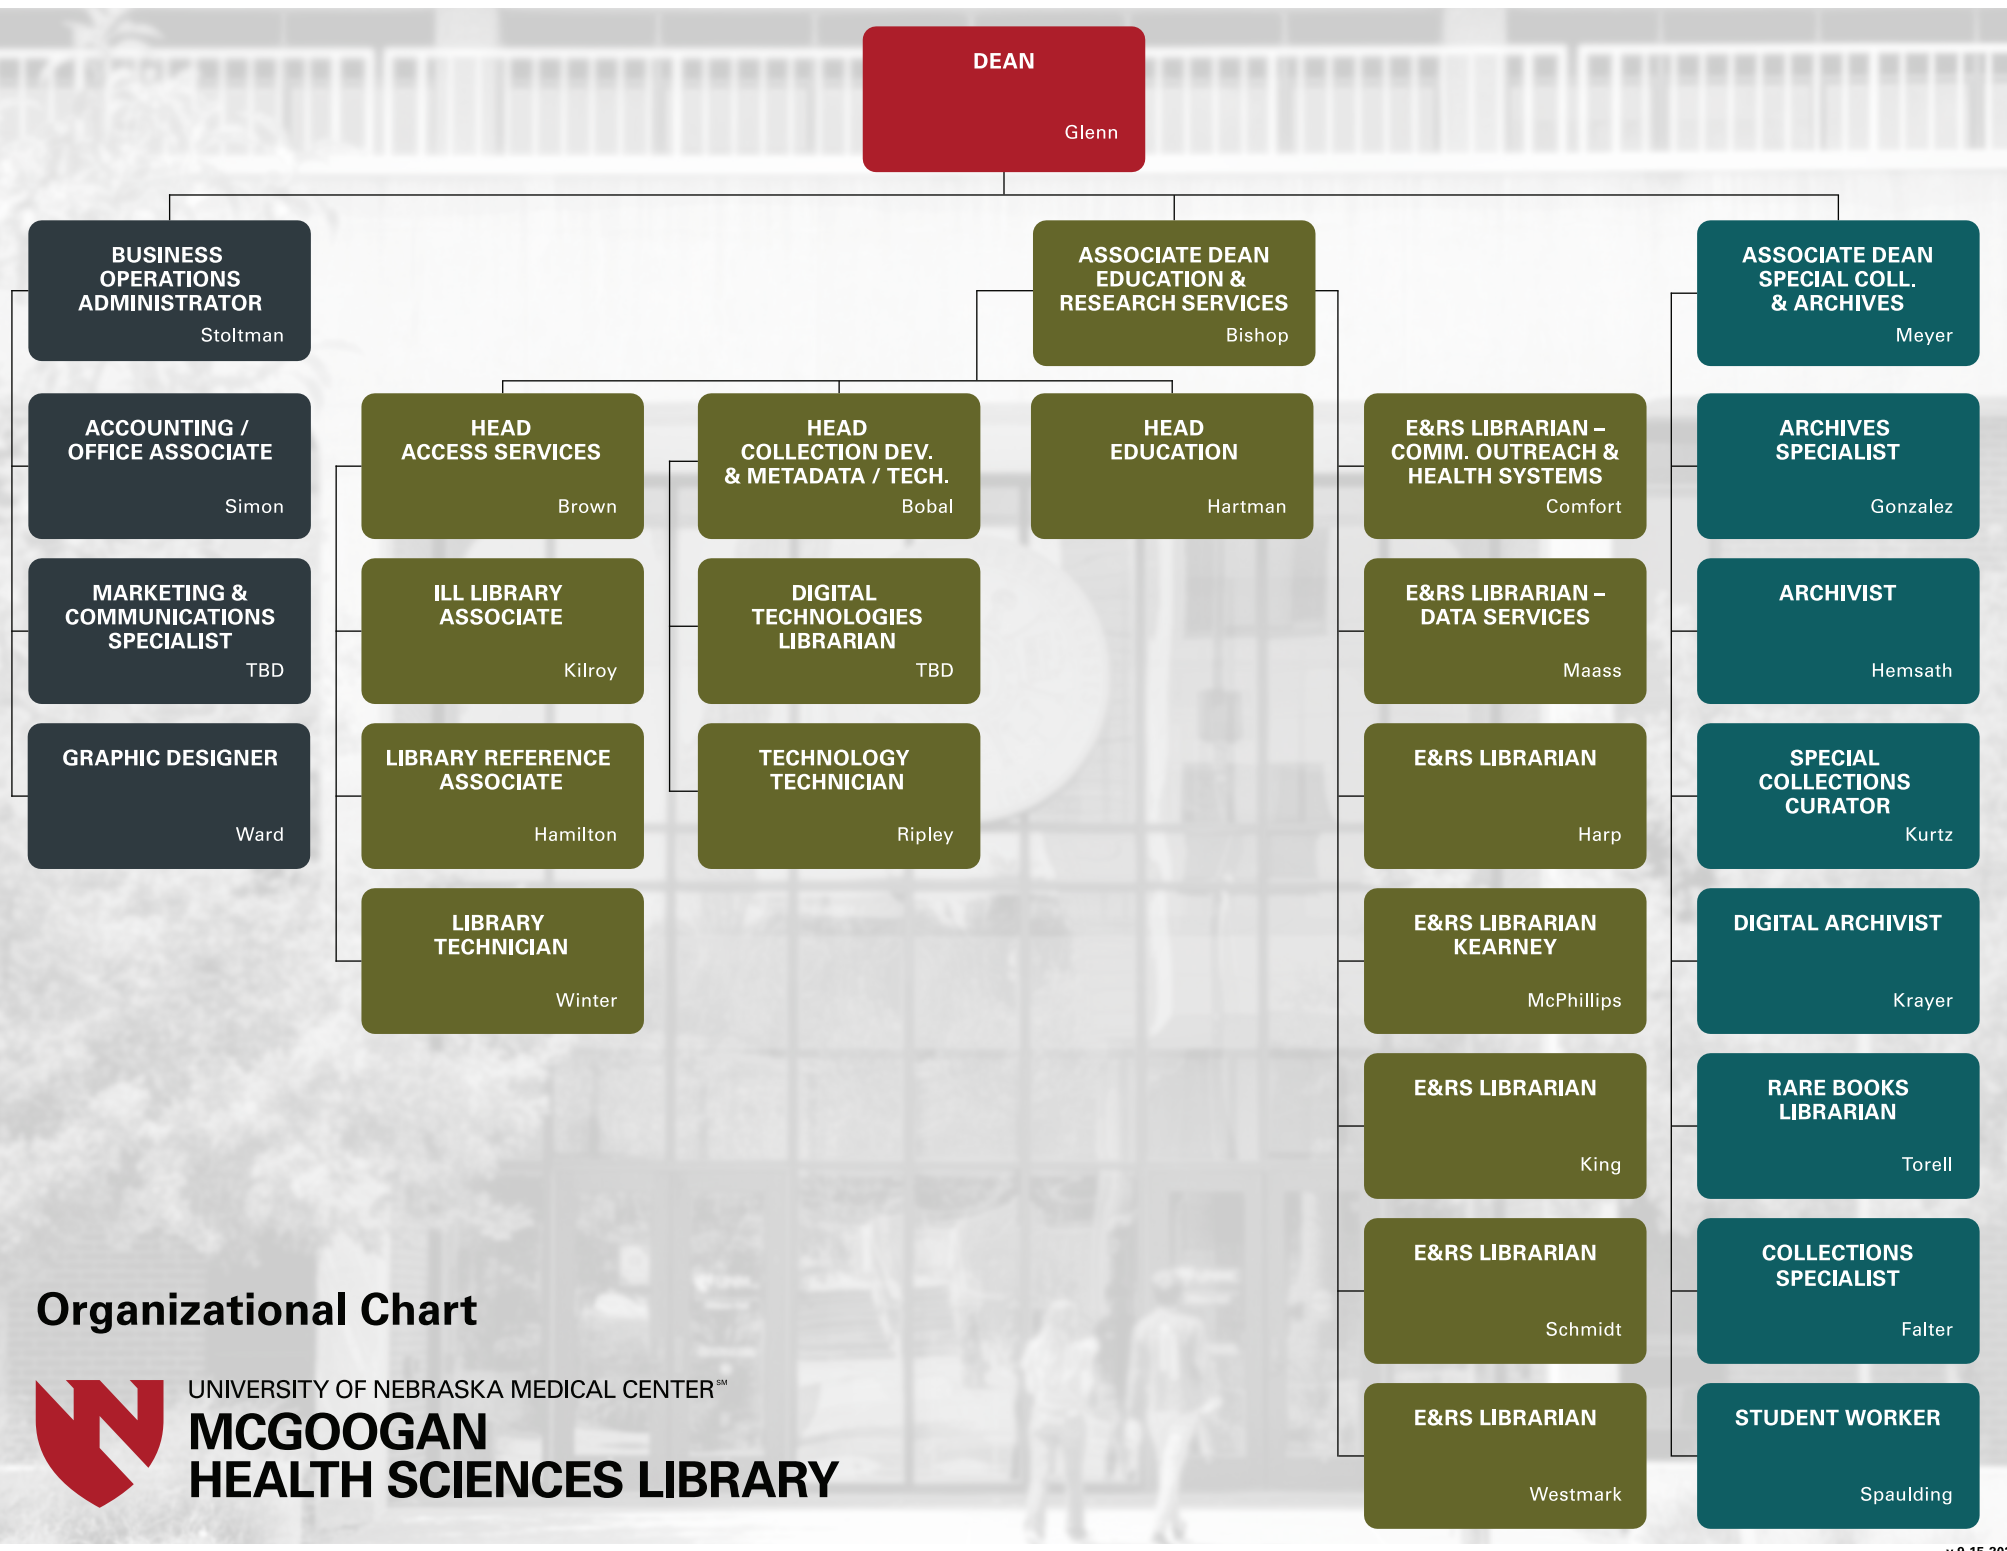 DEAN
Glenn
BUSINESS
OPERATIONS
ADMINISTRATOR
Stoltman
ASSOCIATE DEAN
EDUCATION &
RESEARCH SERVICES
Bishop
ASSOCIATE DEAN
SPECIAL COLL.
& ARCHIVES
Meyer
ACCOUNTING /
OFFICE ASSOCIATE
Simon
HEAD
ACCESS SERVICES
Brown
HEAD
COLLECTION DEV.
& METADATA / TECH.
Bobal
HEAD
EDUCATION
Hartman
E&RS LIBRARIAN –
COMM. OUTREACH &
HEALTH SYSTEMS
Comfort
ARCHIVES
SPECIALIST
Gonzalez
MARKETING &
COMMUNICATIONS
SPECIALIST
TBD
ILL LIBRARY
ASSOCIATE
Kilroy
DIGITAL
TECHNOLOGIES
LIBRARIAN
TBD
E&RS LIBRARIAN –
DATA SERVICES
Maass
ARCHIVIST
Hemsath
GRAPHIC DESIGNER
Ward
LIBRARY REFERENCE
ASSOCIATE
Hamilton
TECHNOLOGY
TECHNICIAN
Ripley
E&RS LIBRARIAN
Harp
SPECIAL
COLLECTIONS
CURATOR
Kurtz
LIBRARY
TECHNICIAN
Winter
E&RS LIBRARIAN
KEARNEY
McPhillips
DIGITAL ARCHIVIST
Krayer
E&RS LIBRARIAN
King
RARE BOOKS
LIBRARIAN
Torell
E&RS LIBRARIAN
Schmidt
COLLECTIONS
SPECIALIST
Falter
E&RS LIBRARIAN
Westmark
STUDENT WORKER
Spaulding
Organizational Chart
UNIVERSITY OF NEBRASKA MEDICAL CENTER℠
MCGOOGAN
HEALTH SCIENCES LIBRARY